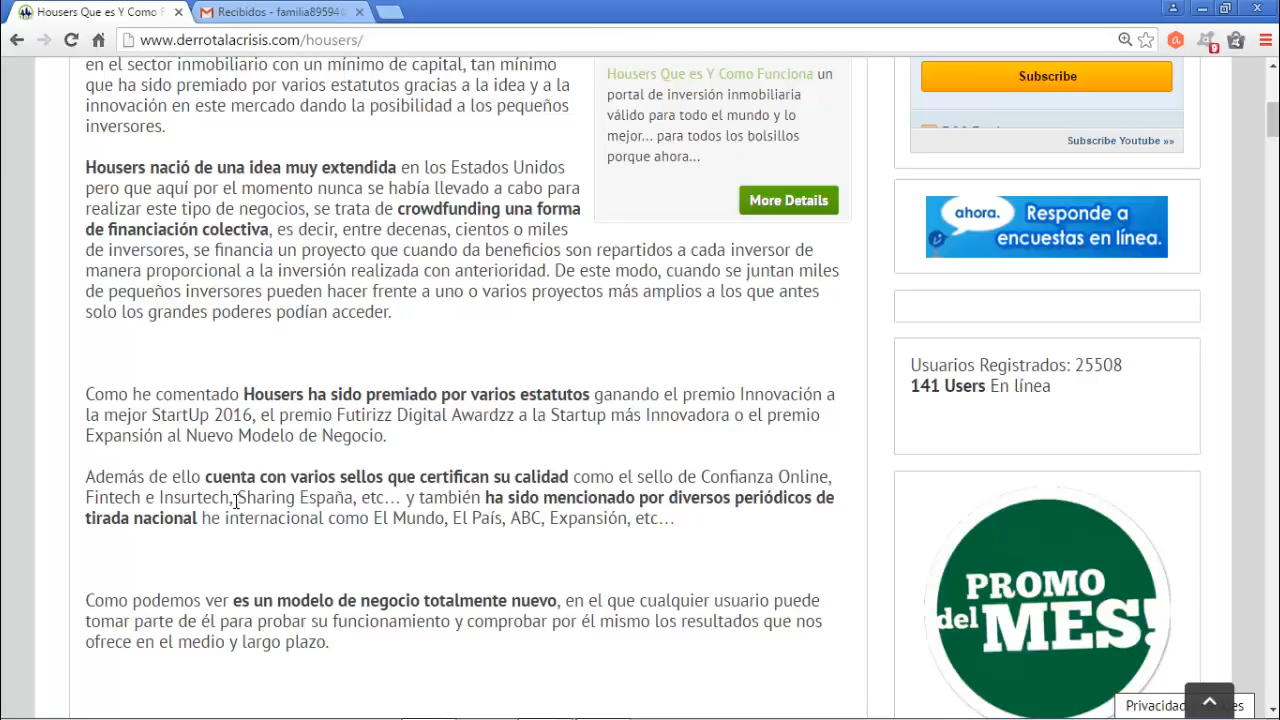 Housers Que es Y Como F
Recibidos - familia89594
www.derrotalacrisis.com/housers/
9
en el sector inmobiliario con un mínimo de capital, tan mínimo
que ha sido premiado por varios estatutos gracias a la idea y a la
innovación en este mercado dando la posibilidad a los pequeños
inversores.
Housers Que es Y Como Funciona un
portal de inversión inmobiliaria
válido para todo el mundo y lo
mejor... para todos los bolsillos
porque ahora...
More Details
Housers nació de una idea muy extendida en los Estados Unidos
pero que aquí por el momento nunca se había llevado a cabo para
realizar este tipo de negocios, se trata de crowdfunding una forma
de financiación colectiva, es decir, entre decenas, cientos o miles
de inversores, se financia un proyecto que cuando da beneficios son repartidos a cada inversor de
manera proporcional a la inversión realizada con anterioridad. De este modo, cuando se juntan miles
de pequeños inversores pueden hacer frente a uno o varios proyectos más amplios a los que antes
solo los grandes poderes podían acceder.
Como he comentado Housers ha sido premiado por varios estatutos ganando el premio Innovación a
la mejor StartUp 2016, el premio Futirizz Digital Awardzz a la Startup más Innovadora o el premio
Expansión al Nuevo Modelo de Negocio.
Además de ello cuenta con varios sellos que certifican su calidad como el sello de Confianza Online,
Fintech e Insurtech, Sharing España, etc... y también ha sido mencionado por diversos periódicos de
tirada nacional he internacional como El Mundo, El País, ABC, Expansión, etc...
Como podemos ver es un modelo de negocio totalmente nuevo, en el que cualquier usuario puede
tomar parte de él para probar su funcionamiento y comprobar por él mismo los resultados que nos
ofrece en el medio y largo plazo.
Subscribe
Subscribe Youtube »»
ahora. Responde a
encuestas en línea.
Usuarios Registrados: 25508
141 Users En línea
PROMO
del MES!
Privacidad